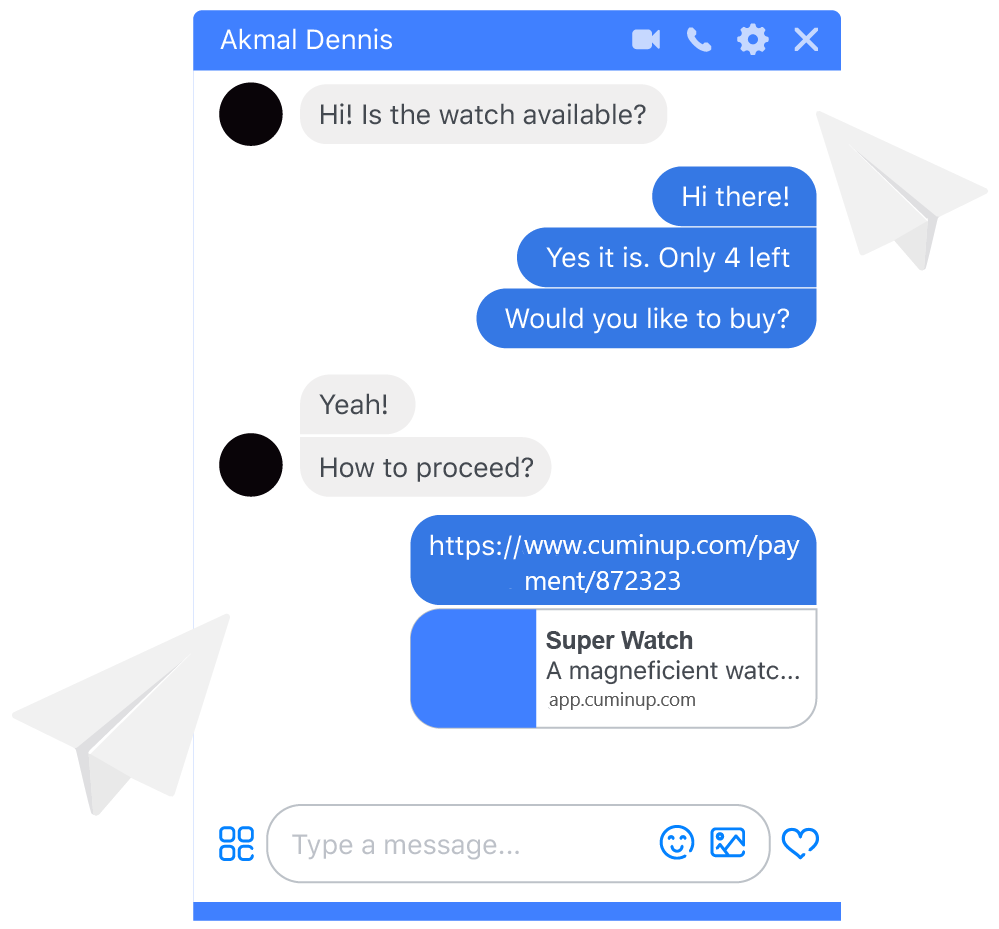 Akmal Dennis
Hi! Is the watch available?
Hi there!
Yes it is. Only 4 left
Would you like to buy?
Yeah!
How to proceed?
https://www.cuminup.com/pay
ment/872323
Super Watch
A magneficient watc...
app.cuminup.com
Type a message...